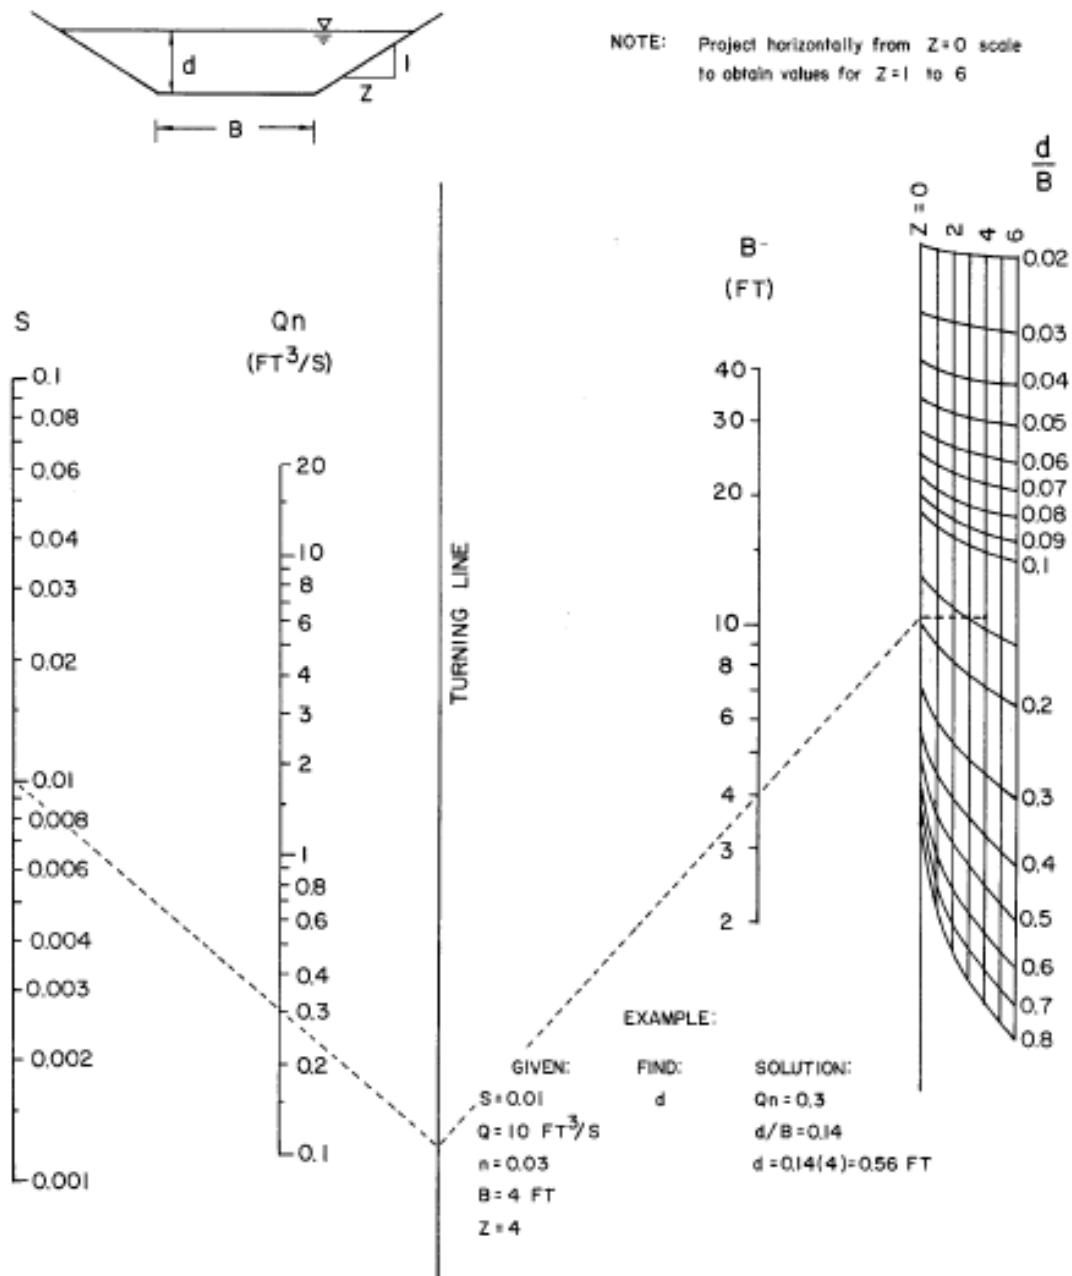 NOTE: Project horizontally from Z=0 scale
to obtain values for Z=1 to 6
d
1
Z
B
d
B
Z=0
2
4
6
B
(FT)
S
Qn
(FT³/S)
0.1
0.08
0.06
0.04
0.03
0.02
0.01
0.008
0.006
0.004
0.003
0.002
0.001
20
10
8
6
4
3
2
1
0.8
0.6
0.4
0.3
0.2
0.1
TURNING LINE
40
30
20
10
8
6
4
3
2
0.02
0.03
0.04
0.05
0.06
0.07
0.08
0.09
0.1
0.2
0.3
0.4
0.5
0.6
0.7
0.8
EXAMPLE:
GIVEN: FIND: SOLUTION:
S=0.01 d Qn=0.3
Q=10 FT³/S d/B=0.14
n=0.03 d=0.14(4)=0.56 FT
B=4 FT
Z=4